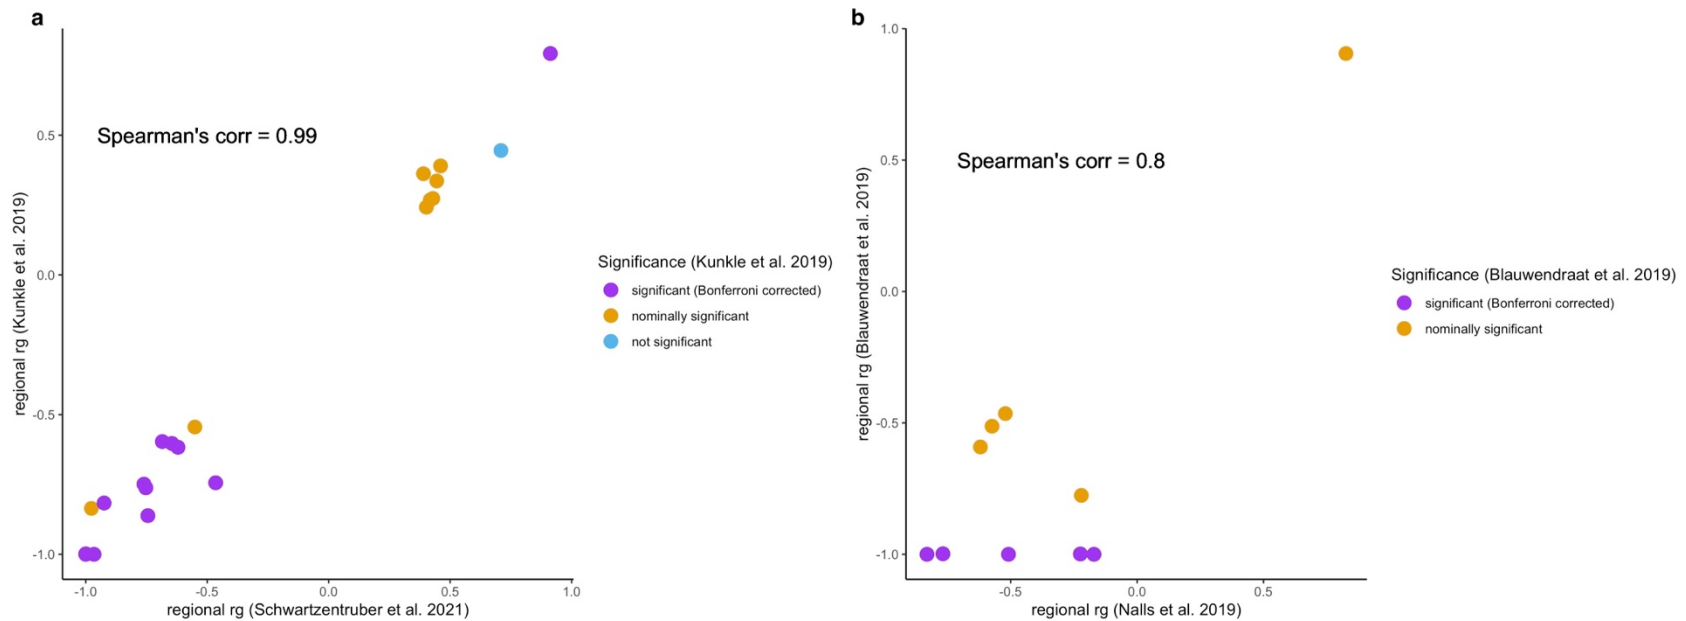 a
Spearman's corr = 0.99
0.5
0.0
-0.5
-1.0
regional rg (Kunkle et al. 2019)
-1.0 -0.5 0.0 0.5 1.0
regional rg (Schwartzentruber et al. 2021)
Significance (Kunkle et al. 2019)
significant (Bonferroni corrected)
nominally significant
not significant
b
1.0
Spearman's corr = 0.8
0.5
0.0
-0.5
-1.0
regional rg (Blauwendraat et al. 2019)
-0.5 0.0 0.5
regional rg (Nalls et al. 2019)
Significance (Blauwendraat et al. 2019)
significant (Bonferroni corrected)
nominally significant